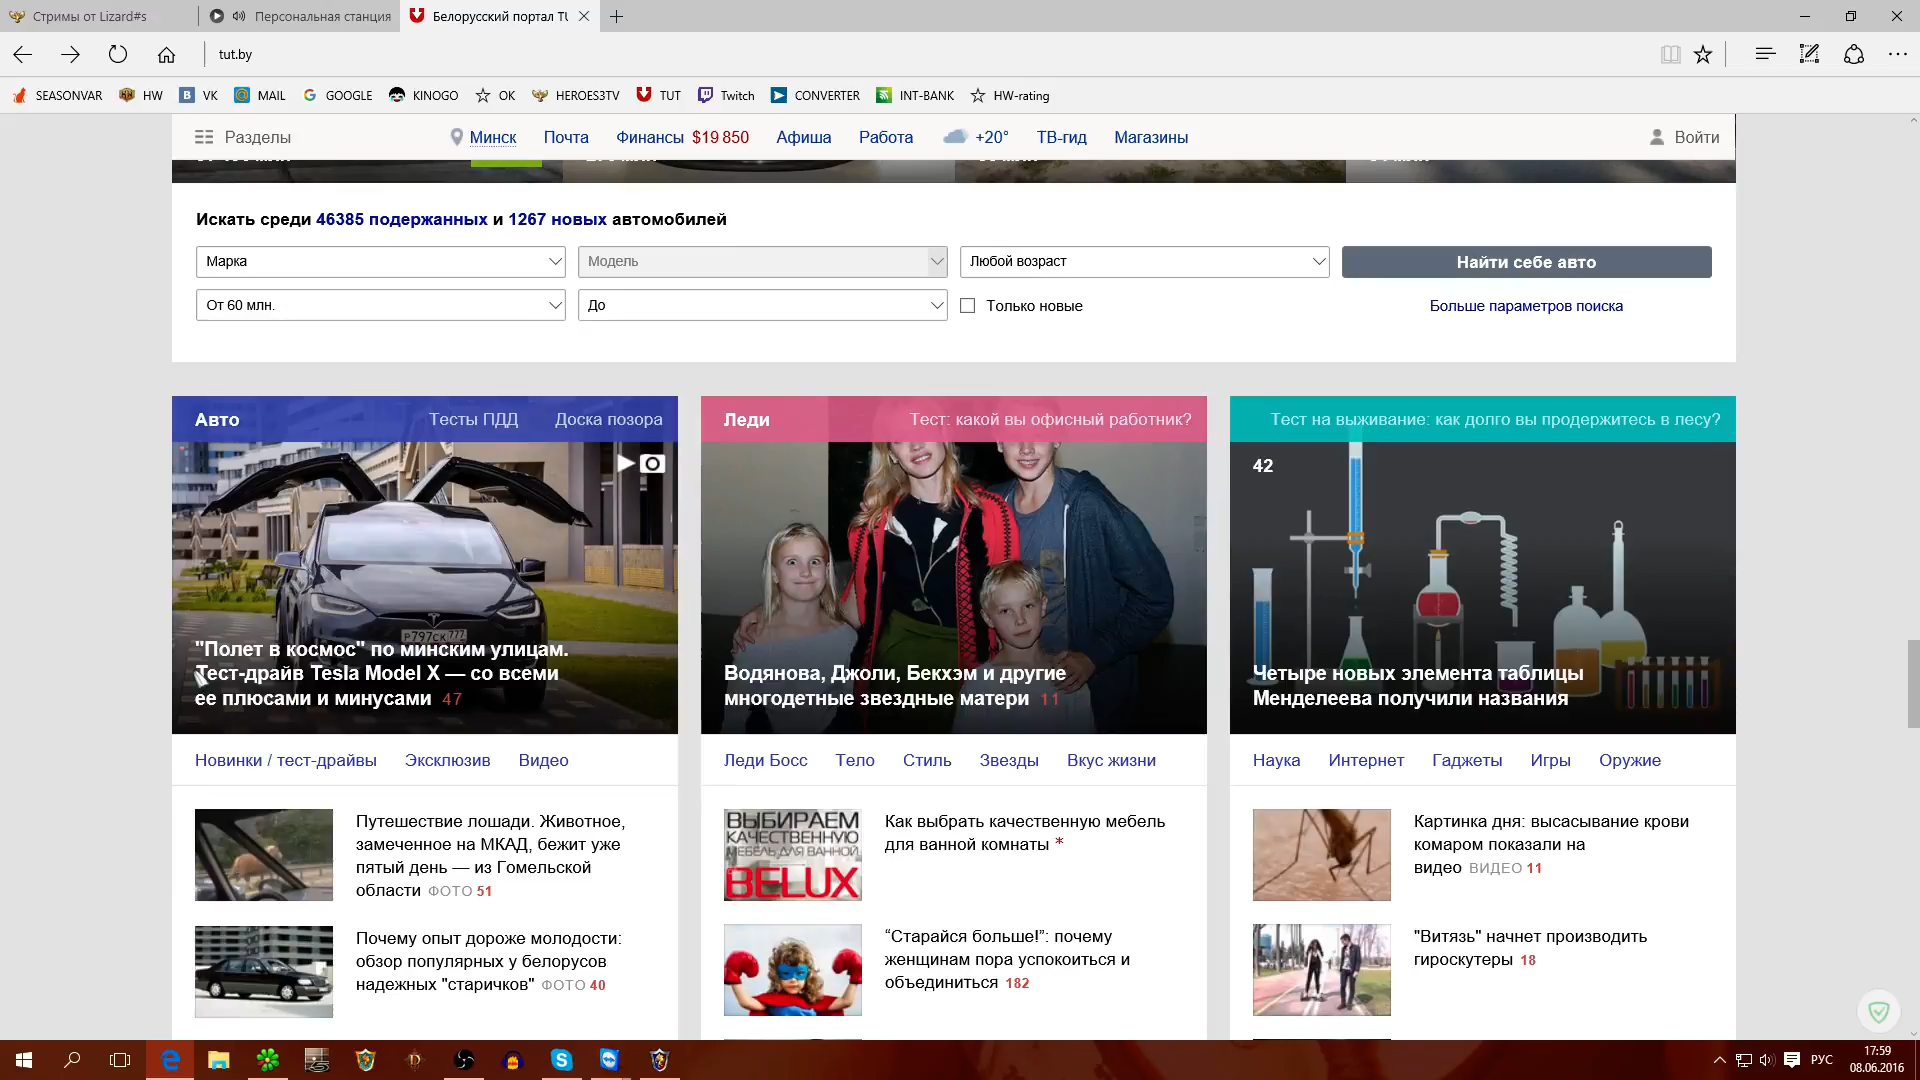 Стримы от Lizard#s
Персональная станция
Белорусский портал TU
tut.by
SEASONVAR
HW
VK
MAIL
GOOGLE
KINOGO
OK
HEROES3TV
TUT
Twitch
CONVERTER
INT-BANK
HW-rating
Разделы
Минск
Почта
Финансы $19 850
Афиша
Работа
+20°
ТВ-гид
Магазины
Войти
Искать среди 46385 подержанных и 1267 новых автомобилей
Марка
Модель
Любой возраст
Найти себе авто
От 60 млн.
До
Только новые
Больше параметров поиска
Авто
Тесты ПДД
Доска позора
"Полет в космос" по минским улицам.
Тест-драйв Tesla Model X — со всеми
ее плюсами и минусами 47
Р797СК 777
Новинки / тест-драйвы
Эксклюзив
Видео
Путешествие лошади. Животное,
замеченное на МКАД, бежит уже
пятый день — из Гомельской
области ФОТО 51
Почему опыт дороже молодости:
обзор популярных у белорусов
надежных "старичков" ФОТО 40
Леди
Тест: какой вы офисный работник?
Водянова, Джоли, Бекхэм и другие
многодетные звездные матери 11
Леди Босс
Тело
Стиль
Звезды
Вкус жизни
ВЫБИРАЕМ
КАЧЕСТВЕННУЮ
МЕБЕЛЬ ДЛЯ ВАННОЙ
BELUX
Как выбрать качественную мебель
для ванной комнаты *
“Старайся больше!”: почему
женщинам пора успокоиться и
объединиться 182
Тест на выживание: как долго вы продержитесь в лесу?
42
Четыре новых элемента таблицы
Менделеева получили названия
Наука
Интернет
Гаджеты
Игры
Оружие
Картинка дня: высасывание крови
комаром показали на
видео ВИДЕО 11
"Витязь" начнет производить
гироскутеры 18
РУС
17:59
08.06.2016